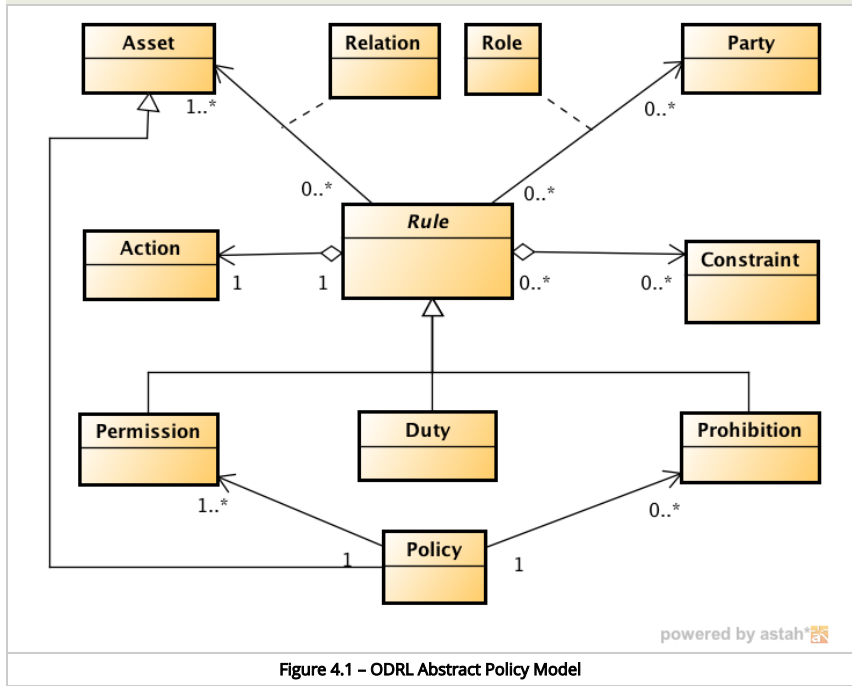 Asset
Relation
Role
Party
1..*
0..*
0..*
0..*
Rule
Action
Constraint
1
1
0..*
0..*
Permission
Duty
Prohibition
1..*
0..*
Policy
1
1
powered by astah*
Figure 4.1 – ODRL Abstract Policy Model